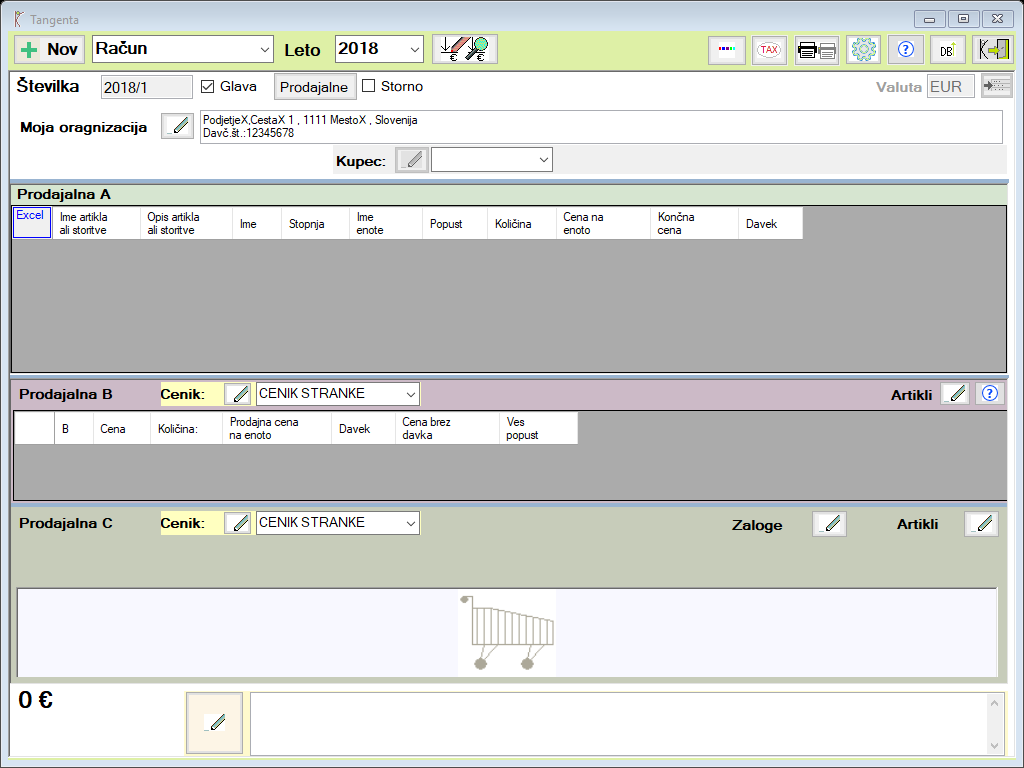 Tangenta
Nov Račun Leto 2018 € € TAX DB
Številka 2018/1 Glava Prodajalne Storno Valuta EUR
Moja oragnizacija PodjetjeX,CestaX 1 , 1111 MestoX , Slovenija
Davč.št.:12345678
Kupec:
Prodajalna A
Excel Ime artikla ali storitve Opis artikla ali storitve Ime Stopnja Ime enote Popust Količina Cena na enoto Končna cena Davek
Prodajalna B Cenik: CENIK STRANKE Artikli ?
B Cena Količina: Prodajna cena na enoto Davek Cena brez davka Ves popust
Prodajalna C Cenik: CENIK STRANKE Zaloge Artikli
0 €